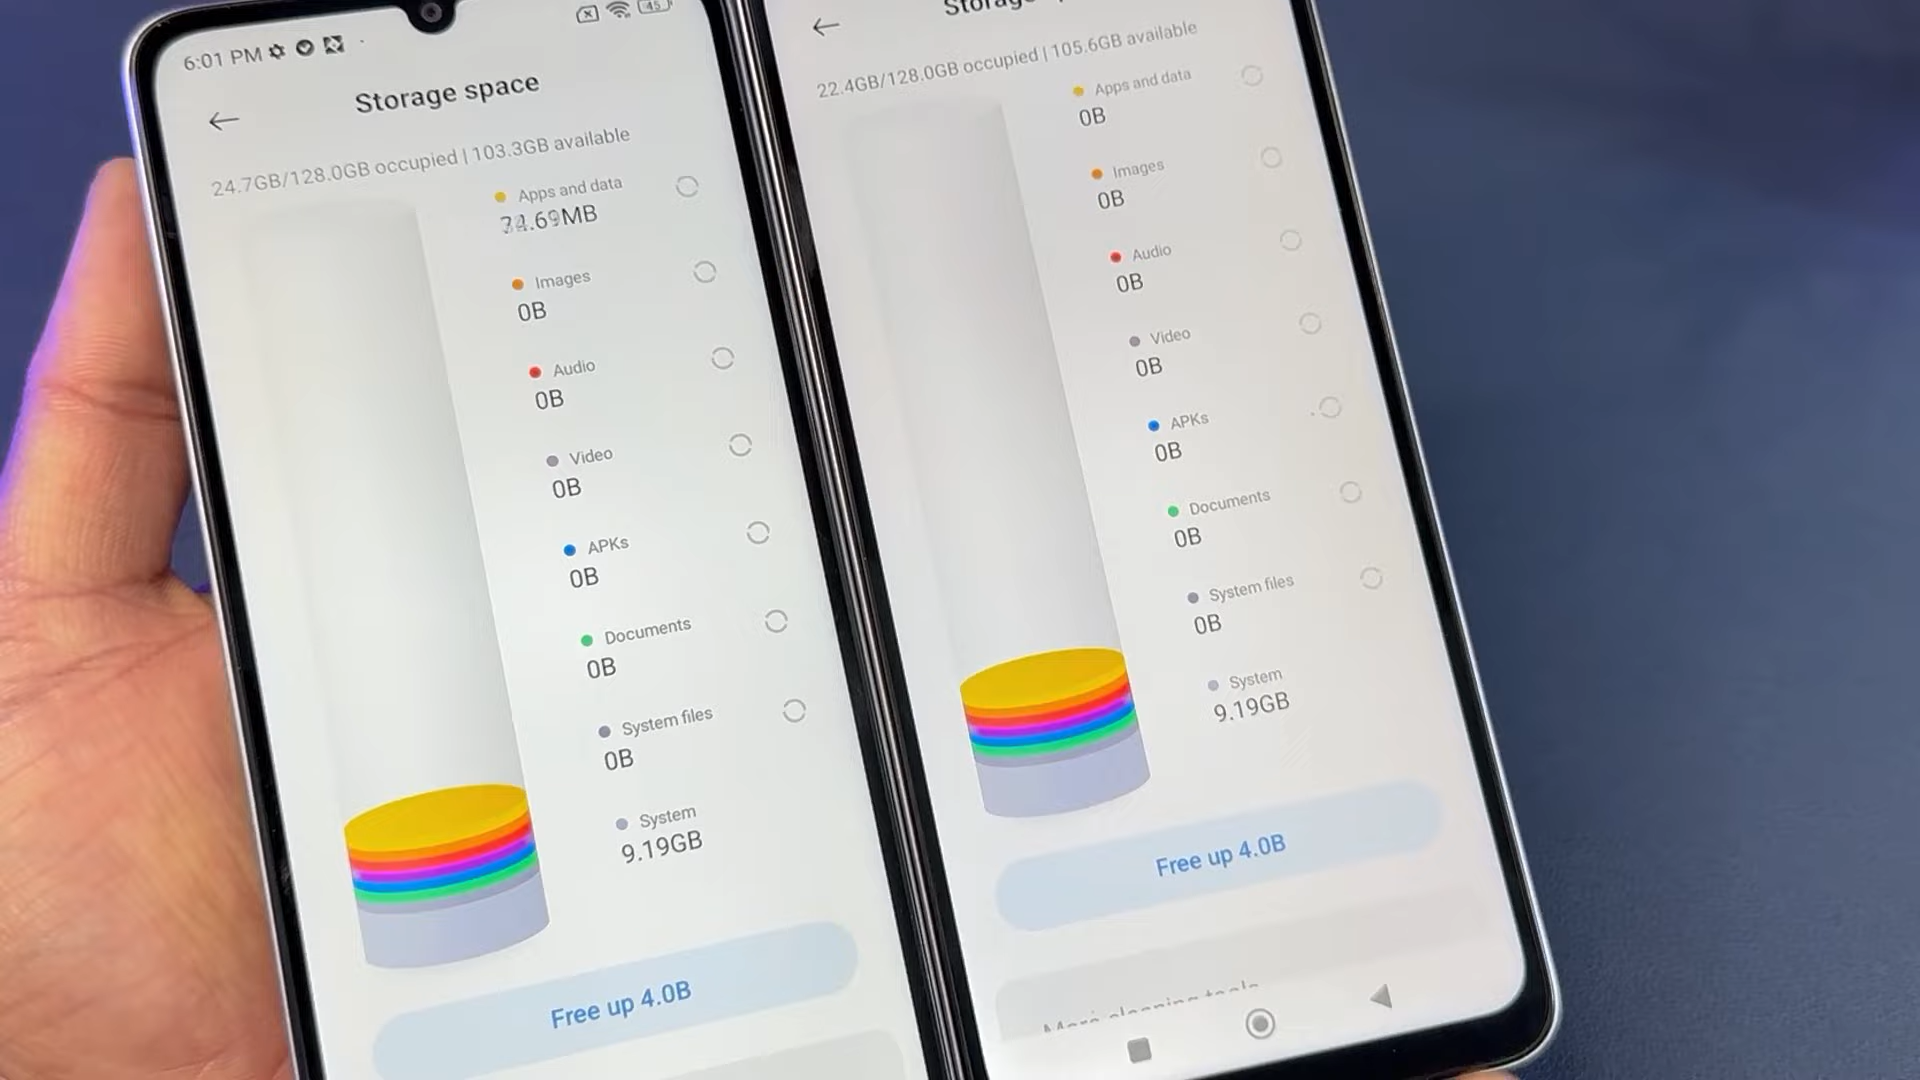 6:01 PM
45
Storage space
24.7GB/128.0GB occupied | 103.3GB available
Apps and data
Images
0B
Audio
0B
Video
0B
APKs
0B
Documents
0B
System files
0B
System
9.19GB
Free up 4.0B
22.4GB/128.0GB occupied | 105.6GB available
Apps and data
0B
Images
0B
Audio
0B
Video
0B
APKs
0B
Documents
0B
System files
0B
System
9.19GB
Free up 4.0B